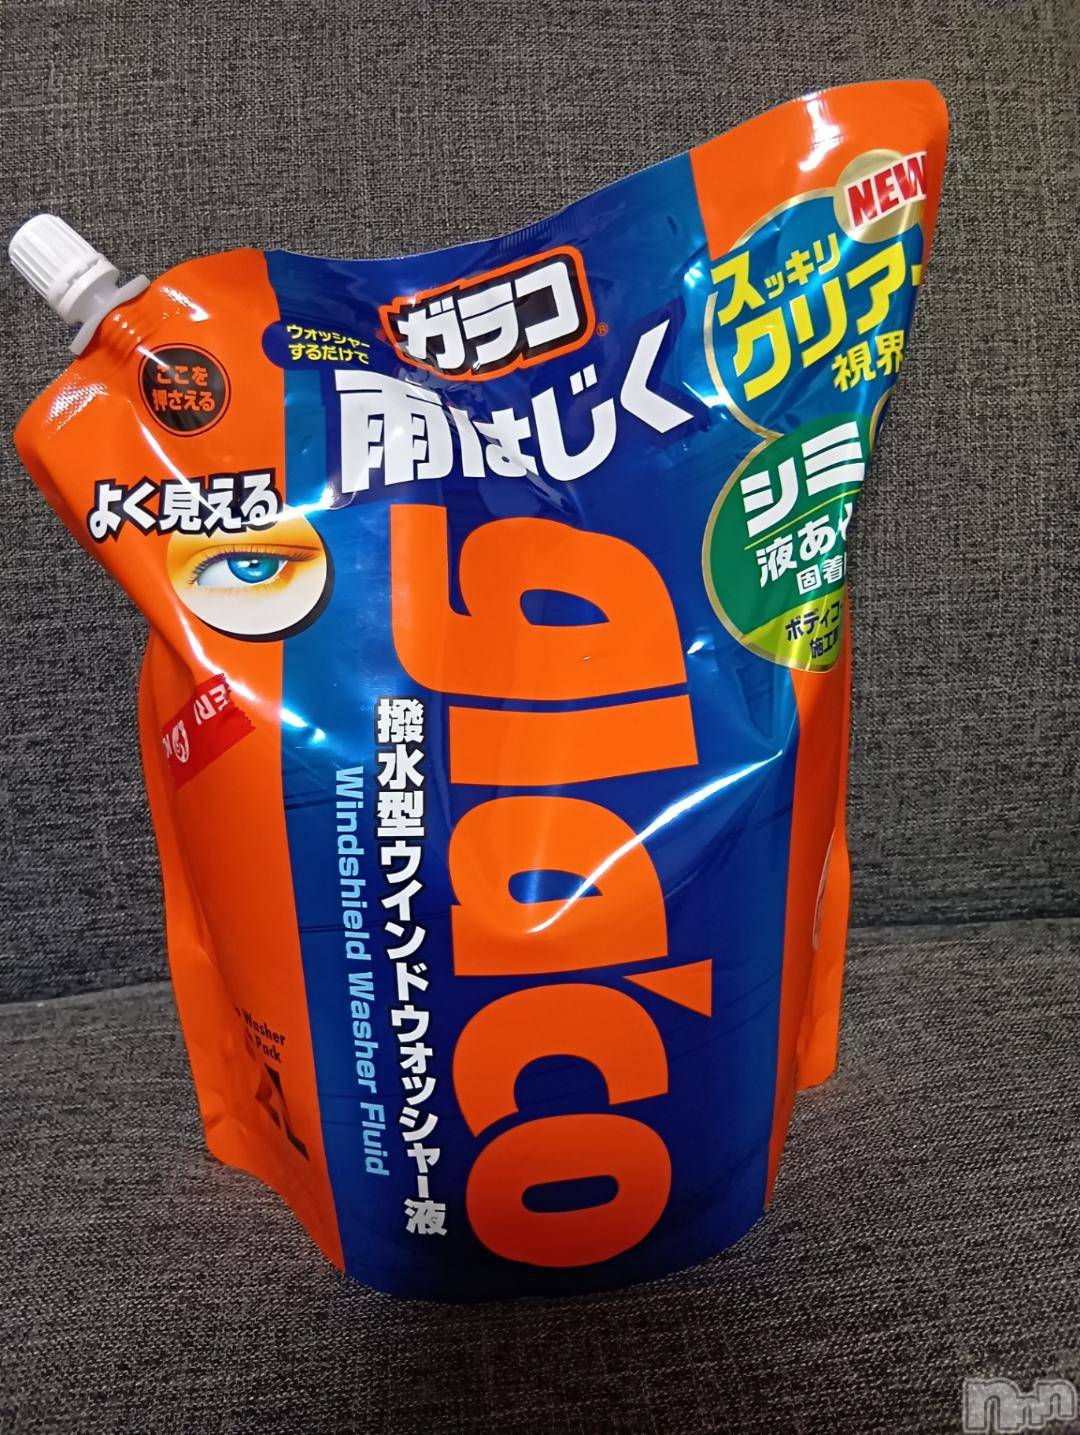 NEW
スッキリ
クリアー
視界
ガラコ®
ウォッシャー
するだけで
雨はじく
ここを
押さえる
よく見える
シミ
液あ
固着
ボディコー
施工
glaco
撥水型ウインドウォッシャー液
Windshield Washer Fluid
Washer
Pack
2L
nmn